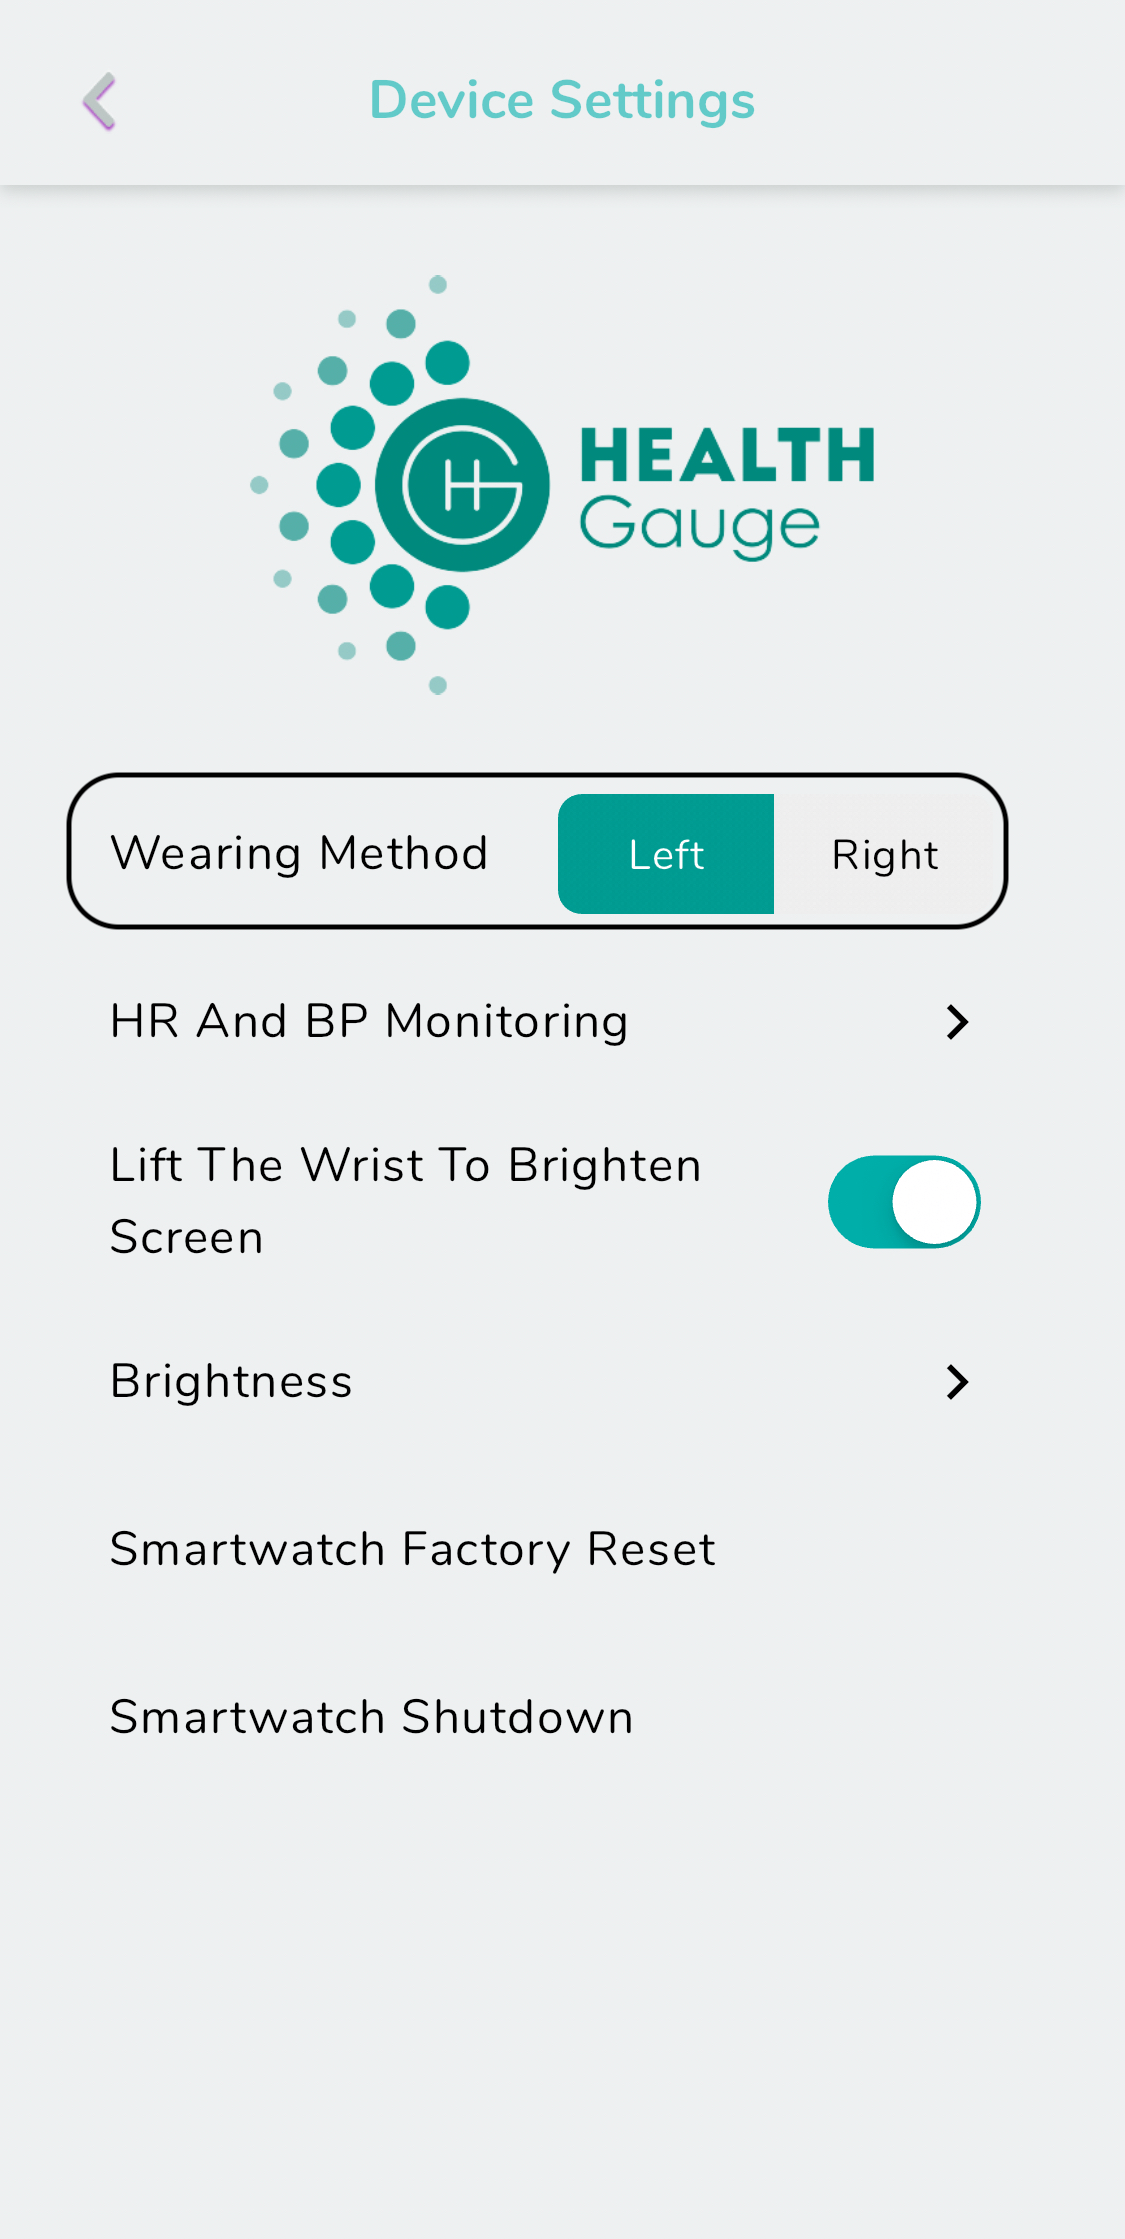 Device Settings
HEALTH
Gauge
Wearing Method Left Right
HR And BP Monitoring
Lift The Wrist To Brighten
Screen
Brightness
Smartwatch Factory Reset
Smartwatch Shutdown